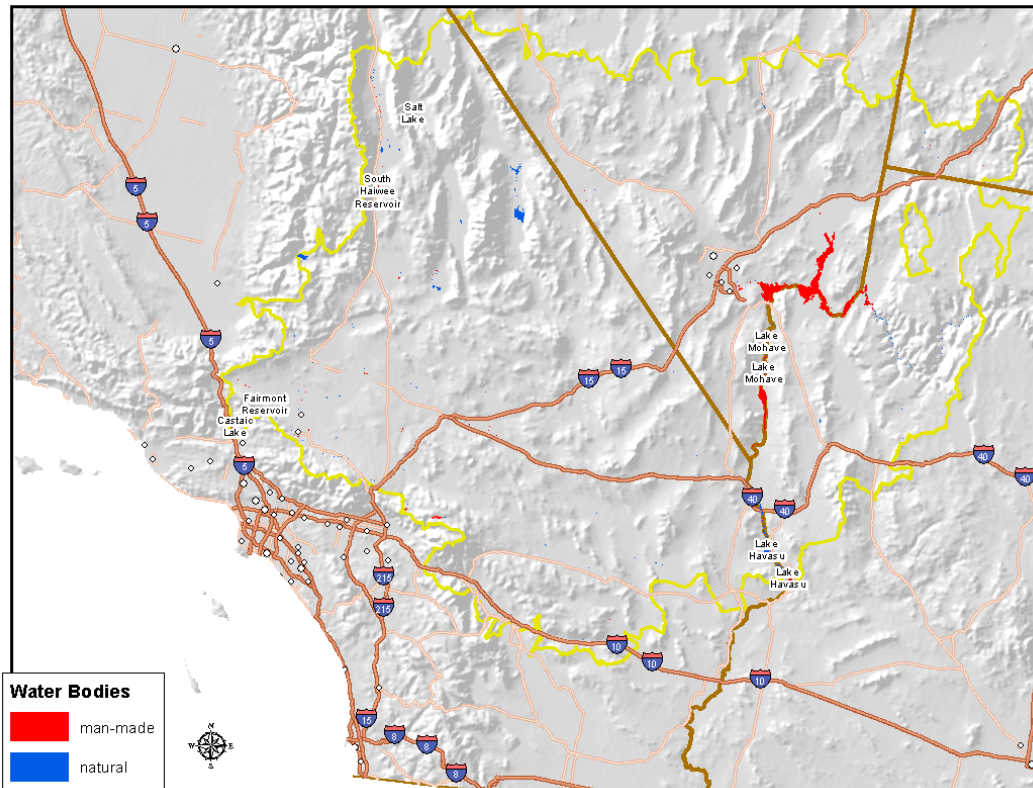 Salt
Lake
5
South
Haiwee
Reservoir
5
5
Lake
Mohave
Lake
Mohave
15
15
Fairmont
Reservoir
Castaic
Lake
5
40
40
40
40
Lake
Havasu
Lake
Havasu
215
215
10
10
10
15
8
8
8
Water Bodies
man-made
natural
N
W
E
S